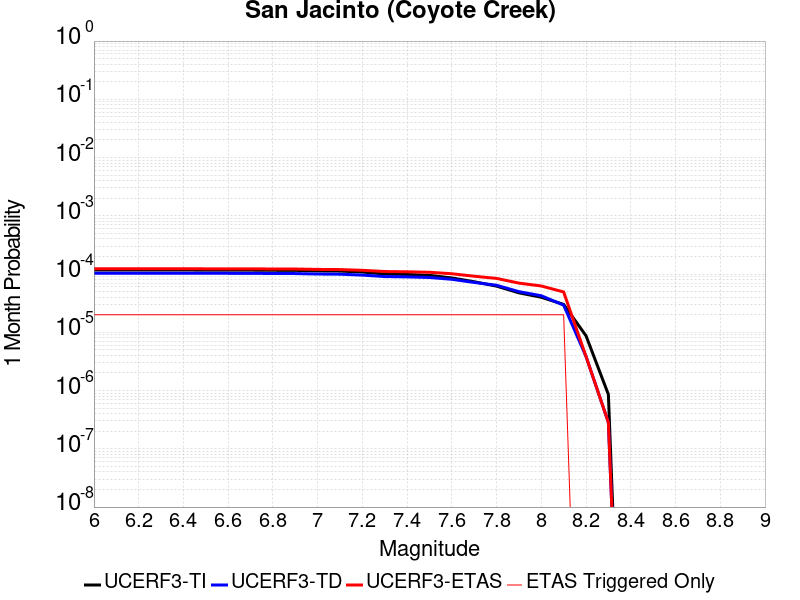 San Jacinto (Coyote Creek)
10^0
10^-1
10^-2
10^-3
10^-4
10^-5
10^-6
10^-7
10^-8
1 Month Probability
6 6.2 6.4 6.6 6.8 7 7.2 7.4 7.6 7.8 8 8.2 8.4 8.6 8.8 9
Magnitude
UCERF3-TI UCERF3-TD UCERF3-ETAS ETAS Triggered Only